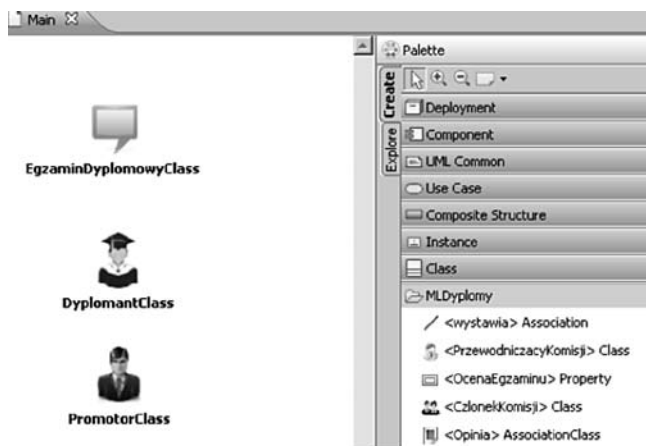 Main
EgzaminDyplomowyClass
DyplomantClass
PromotorClass
Palette
Create
Explore
Deployment
Component
UML Common
Use Case
Composite Structure
Instance
Class
MLDyplomy
<wystawia> Association
<PrzewodniczacyKomisji> Class
<OcenaEgzaminu> Property
<CzlonekKomisji> Class
<Opinia> AssociationClass